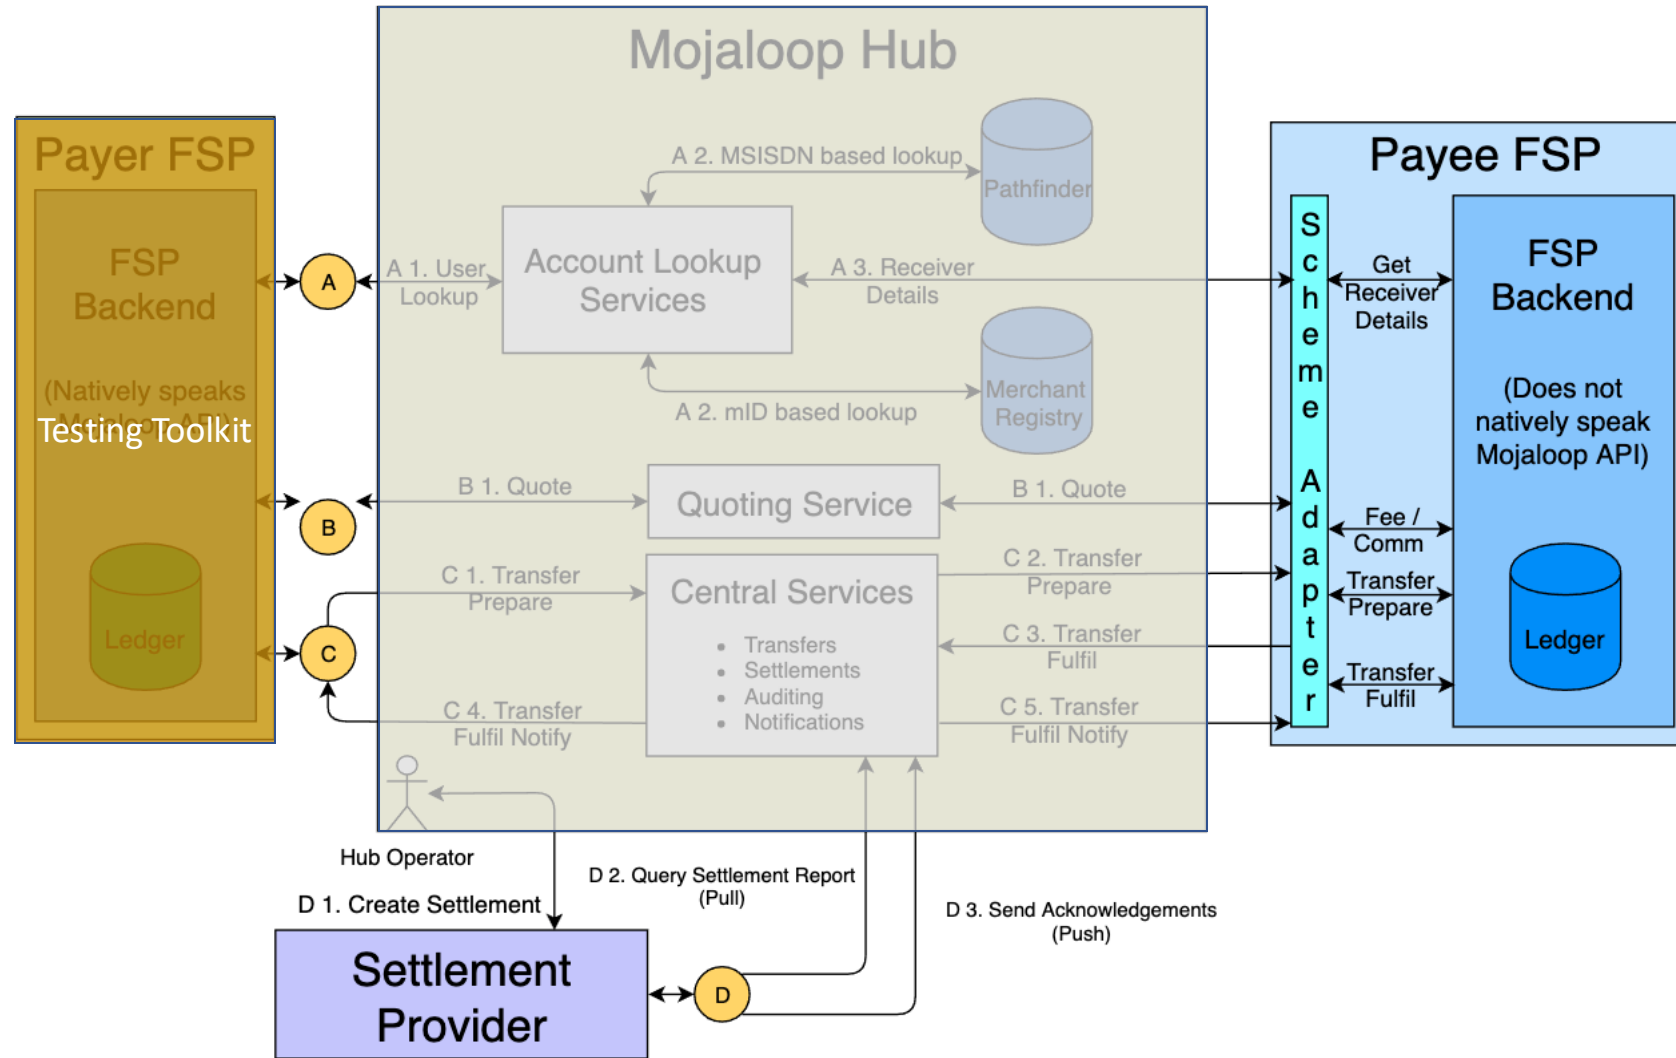 Mojaloop Hub
Payer FSP
FSP
Backend
(Natively speaks
Mojaloop API)
Testing Toolkit
Ledger
A
B
C
A 1. User
Lookup
A 2. MSISDN based lookup
Pathfinder
Account Lookup
Services
A 3. Receiver
Details
A 2. mID based lookup
Merchant
Registry
B 1. Quote
Quoting Service
B 1. Quote
C 1. Transfer
Prepare
Central Services
• Transfers
• Settlements
• Auditing
• Notifications
C 2. Transfer
Prepare
C 3. Transfer
Fulfil
C 4. Transfer
Fulfil Notify
C 5. Transfer
Fulfil Notify
Payee FSP
Scheme Adapter
Get
Receiver
Details
Fee /
Comm
Transfer
Prepare
Transfer
Fulfil
FSP
Backend
(Does not
natively speak
Mojaloop API)
Ledger
Hub Operator
D 1. Create Settlement
D 2. Query Settlement Report
(Pull)
D 3. Send Acknowledgements
(Push)
Settlement
Provider
D